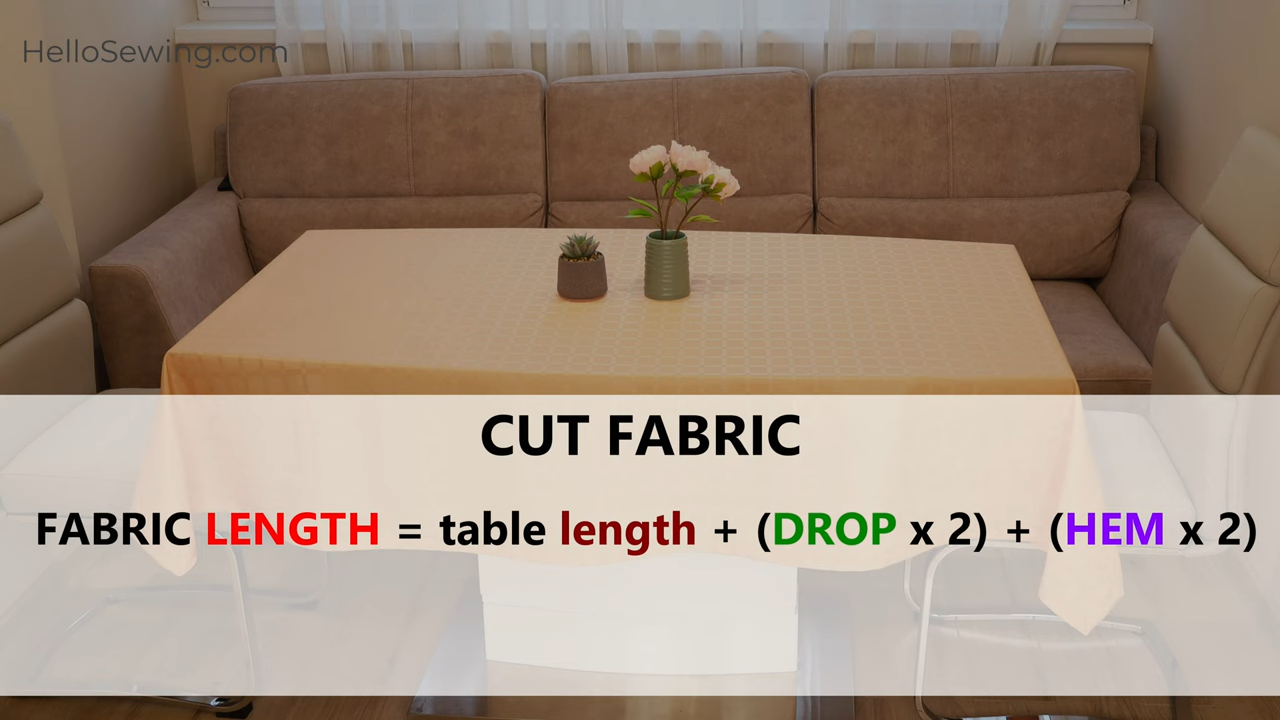 HelloSewing.com
CUT FABRIC
FABRIC LENGTH = table length + (DROP x 2) + (HEM x 2)